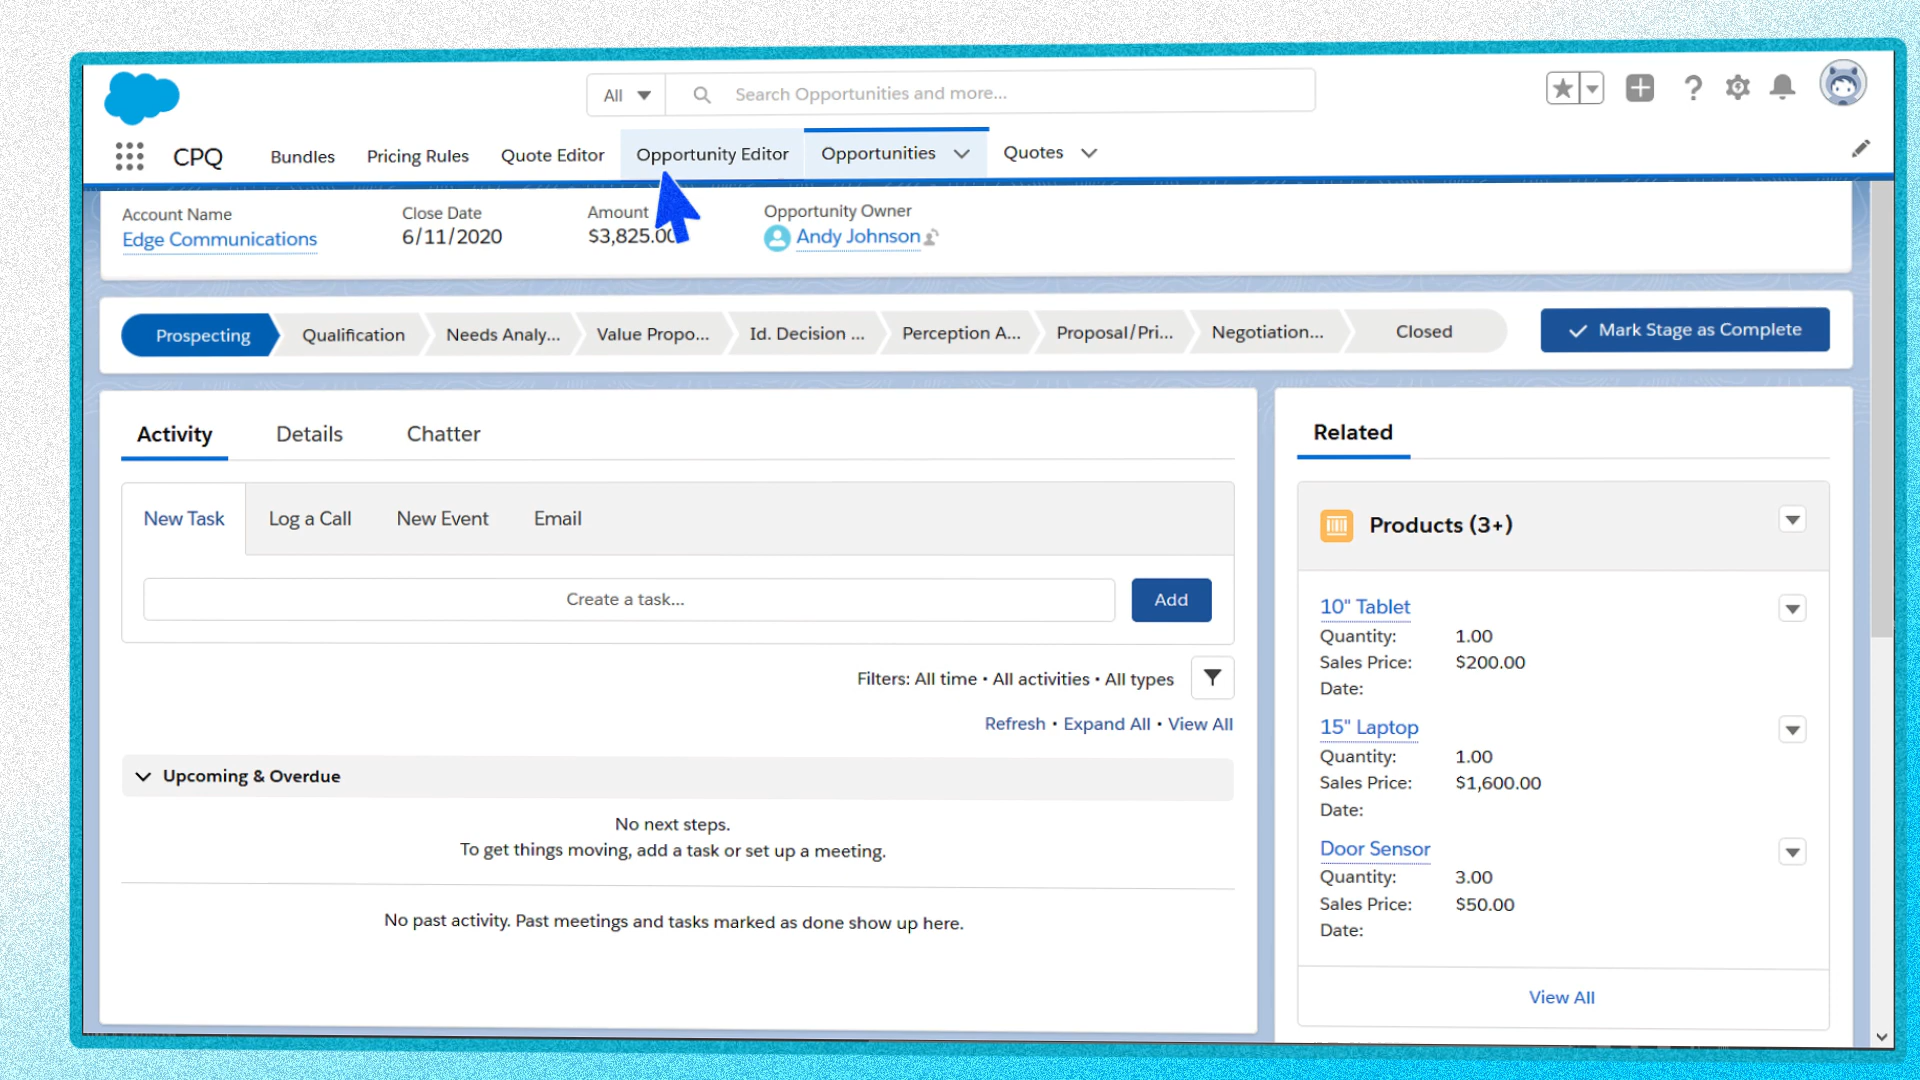 All
Search Opportunities and more...
CPQ
Bundles
Pricing Rules
Quote Editor
Opportunity Editor
Opportunities
Quotes
Account Name
Close Date
Amount
Opportunity Owner
Edge Communications
6/11/2020
$3,825.00
Andy Johnson
Prospecting
Qualification
Needs Analy...
Value Propo...
Id. Decision ...
Perception A...
Proposal/Pri...
Negotiation...
Closed
Mark Stage as Complete
Activity
Details
Chatter
New Task
Log a Call
New Event
Email
Create a task...
Add
Filters: All time • All activities • All types
Refresh • Expand All • View All
Upcoming & Overdue
No next steps.
To get things moving, add a task or set up a meeting.
No past activity. Past meetings and tasks marked as done show up here.
Related
Products (3+)
10" Tablet
Quantity: 1.00
Sales Price: $200.00
Date:
15" Laptop
Quantity: 1.00
Sales Price: $1,600.00
Date:
Door Sensor
Quantity: 3.00
Sales Price: $50.00
Date:
View All